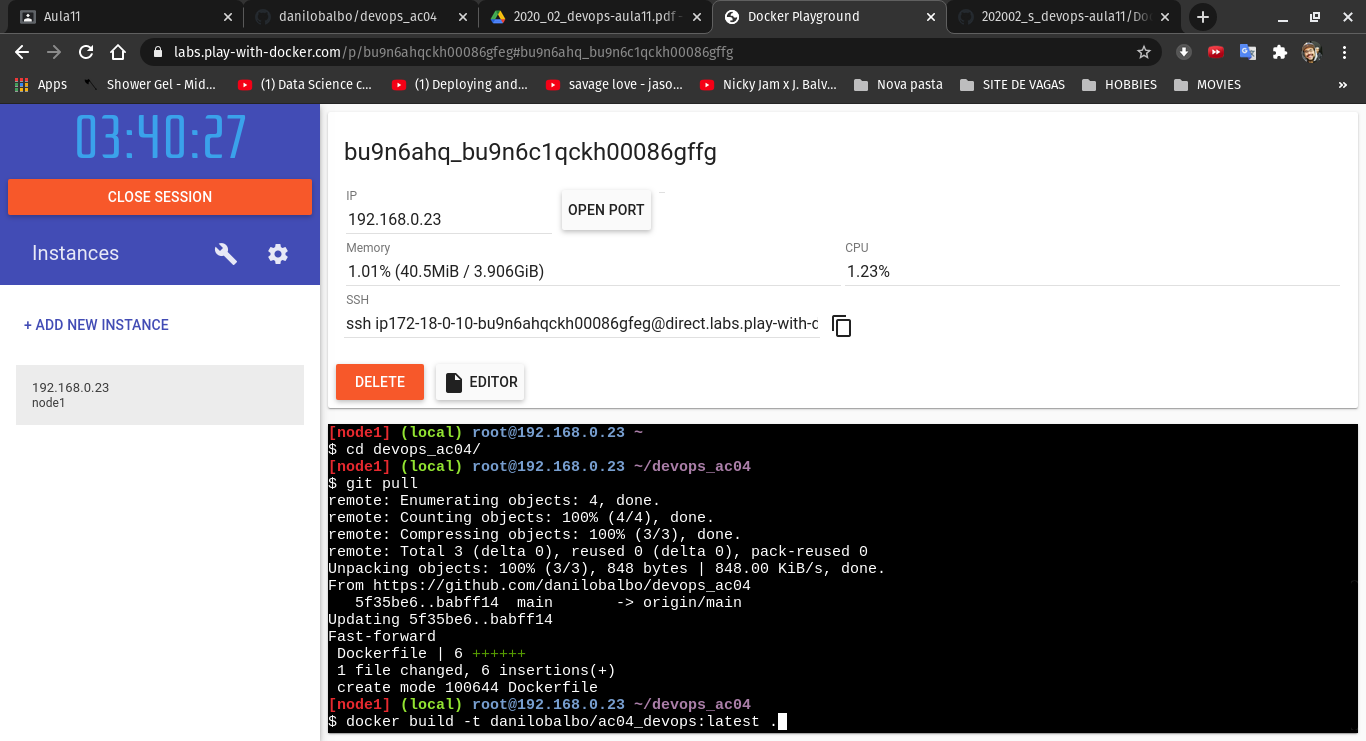 Aula11
danilobalbo/devops_ac04
2020_02_devops-aula11.pdf -
Docker Playground
202002_s_devops-aula11/Do
labs.play-with-docker.com/p/bu9n6ahqckh00086gfeg#bu9n6ahq_bu9n6c1qckh00086gffg
Apps
Shower Gel - Mid...
(1) Data Science c...
(1) Deploying and...
savage love - jaso...
Nicky Jam x J. Balv...
Nova pasta
SITE DE VAGAS
HOBBIES
MOVIES
»
03:40:27
CLOSE SESSION
Instances
+ ADD NEW INSTANCE
192.168.0.23
node1
bu9n6ahq_bu9n6c1qckh00086gffg
IP
192.168.0.23
OPEN PORT
Memory
1.01% (40.5MiB / 3.906GiB)
CPU
1.23%
SSH
ssh ip172-18-0-10-bu9n6ahqckh00086gfeg@direct.labs.play-with-d
DELETE
EDITOR
[node1] (local) root@192.168.0.23 ~
$ cd devops_ac04/
[node1] (local) root@192.168.0.23 ~/devops_ac04
$ git pull
remote: Enumerating objects: 4, done.
remote: Counting objects: 100% (4/4), done.
remote: Compressing objects: 100% (3/3), done.
remote: Total 3 (delta 0), reused 0 (delta 0), pack-reused 0
Unpacking objects: 100% (3/3), 848 bytes | 848.00 KiB/s, done.
From https://github.com/danilobalbo/devops_ac04
   5f35be6..babff14  main       -> origin/main
Updating 5f35be6..babff14
Fast-forward
 Dockerfile | 6 ++++++
 1 file changed, 6 insertions(+)
 create mode 100644 Dockerfile
[node1] (local) root@192.168.0.23 ~/devops_ac04
$ docker build -t danilobalbo/ac04_devops:latest .